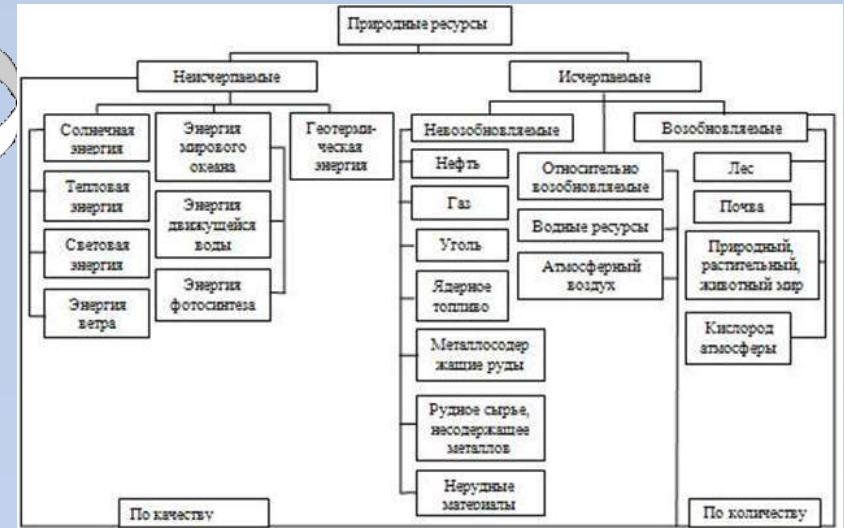 Природные ресурсы
Неисчерпаемые
Исчерпаемые
Солнечная
энергия
Тепловая
энергия
Световая
энергия
Энергия
ветра
Энергия
мирового
океана
Энергия
движущейся
воды
Энергия
фотосинтеза
Геотерми-
ческая
энергия
Невозобновляемые
Нефть
Газ
Уголь
Ядерное
топливо
Металлосодер
жащие руды
Рудное сырье,
несодержащее
металлов
Нерудные
материалы
Относительно
возобновляемые
Водные ресурсы
Атмосферный
воздух
Возобновляемые
Лес
Почва
Природный,
растительный,
животный мир
Кислород
атмосферы
По качеству
По количеству